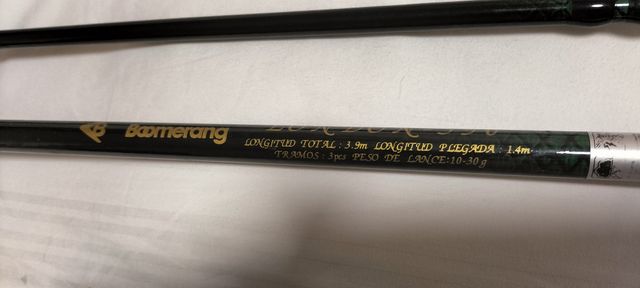 B Boomerang
LONGITUD TOTAL : 3.9m LONGITUD PLEGADA : 1.4m
TRAMOS : 3pcs PESO DE LANCE:10-30 g